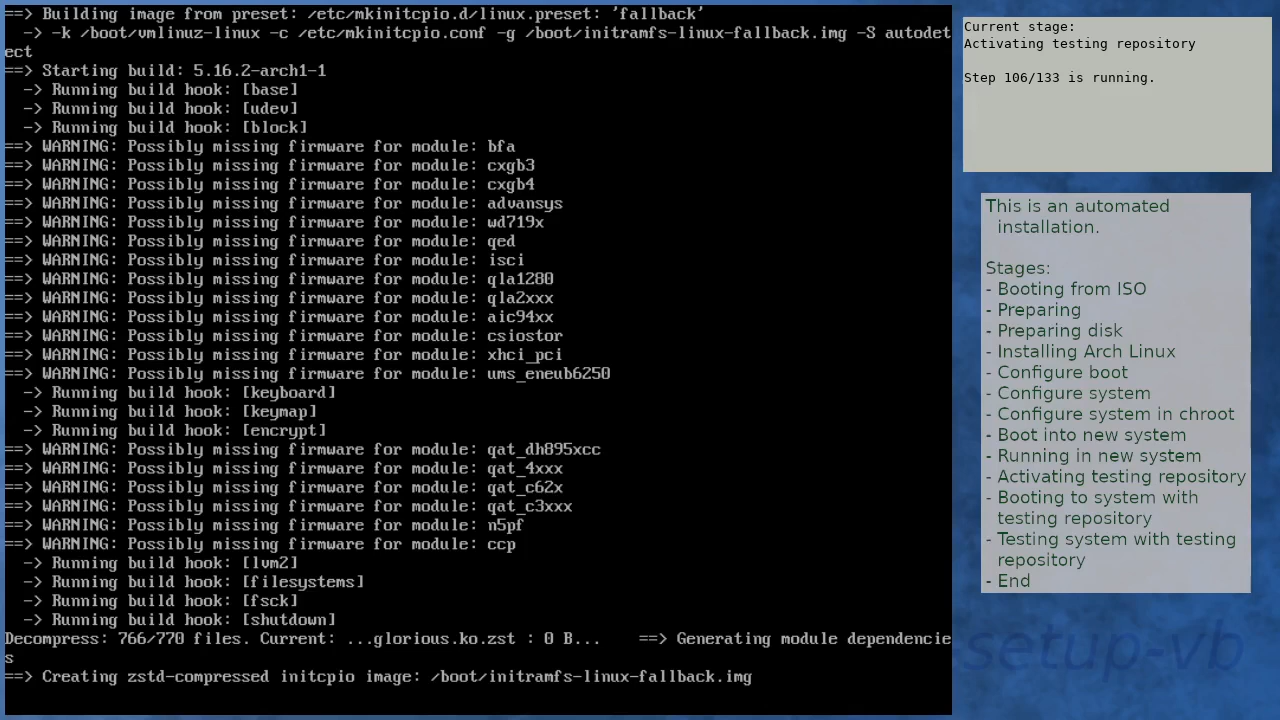 ==> Building image from preset: /etc/mkinitcpio.d/linux.preset: 'fallback'
  -> -k /boot/vmlinuz-linux -c /etc/mkinitcpio.conf -g /boot/initramfs-linux-fallback.img -S autodet
ect
==> Starting build: 5.16.2-arch1-1
  -> Running build hook: [base]
  -> Running build hook: [udev]
  -> Running build hook: [block]
==> WARNING: Possibly missing firmware for module: bfa
==> WARNING: Possibly missing firmware for module: cxgb3
==> WARNING: Possibly missing firmware for module: cxgb4
==> WARNING: Possibly missing firmware for module: advansys
==> WARNING: Possibly missing firmware for module: wd719x
==> WARNING: Possibly missing firmware for module: qed
==> WARNING: Possibly missing firmware for module: isci
==> WARNING: Possibly missing firmware for module: qla1280
==> WARNING: Possibly missing firmware for module: qla2xxx
==> WARNING: Possibly missing firmware for module: aic94xx
==> WARNING: Possibly missing firmware for module: csiostor
==> WARNING: Possibly missing firmware for module: xhci_pci
==> WARNING: Possibly missing firmware for module: ums_eneub6250
  -> Running build hook: [keyboard]
  -> Running build hook: [keymap]
  -> Running build hook: [encrypt]
==> WARNING: Possibly missing firmware for module: qat_dh895xcc
==> WARNING: Possibly missing firmware for module: qat_4xxx
==> WARNING: Possibly missing firmware for module: qat_c62x
==> WARNING: Possibly missing firmware for module: qat_c3xxx
==> WARNING: Possibly missing firmware for module: n5pf
==> WARNING: Possibly missing firmware for module: ccp
  -> Running build hook: [lvm2]
  -> Running build hook: [filesystems]
  -> Running build hook: [fsck]
  -> Running build hook: [shutdown]
Decompress: 766/770 files. Current: ...glorious.ko.zst : 0 B...    ==> Generating module dependencie
s
==> Creating zstd-compressed initcpio image: /boot/initramfs-linux-fallback.img
Current stage:
Activating testing repository
Step 106/133 is running.
This is an automated
installation.
Stages:
- Booting from ISO
- Preparing
- Preparing disk
- Installing Arch Linux
- Configure boot
- Configure system
- Configure system in chroot
- Boot into new system
- Running in new system
- Activating testing repository
- Booting to system with
testing repository
- Testing system with testing
repository
- End
setup-vb